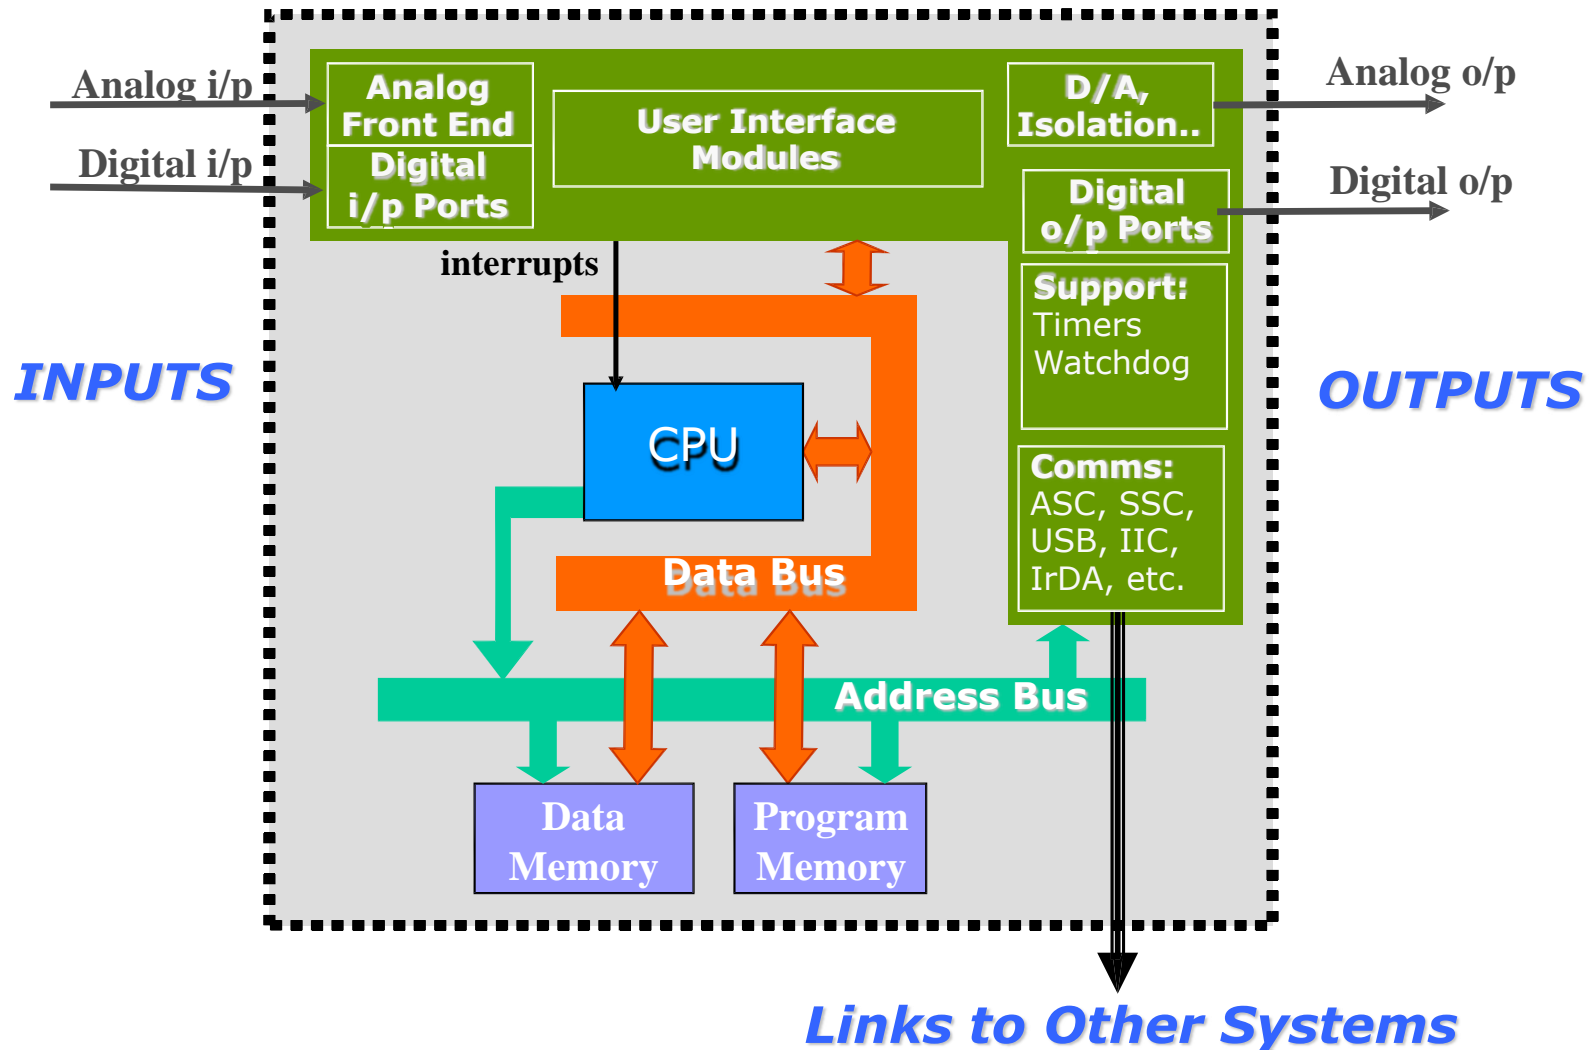 Analog i/p
Digital i/p
Analog
Front End
Digital
i/p Ports
User Interface
Modules
D/A,
Isolation..
Digital
o/p Ports
Analog o/p
Digital o/p
interrupts
Support:
Timers
Watchdog
INPUTS
OUTPUTS
CPU
Comms:
ASC, SSC,
USB, IIC,
IrDA, etc.
Data Bus
Address Bus
Data
Memory
Program
Memory
Links to Other Systems